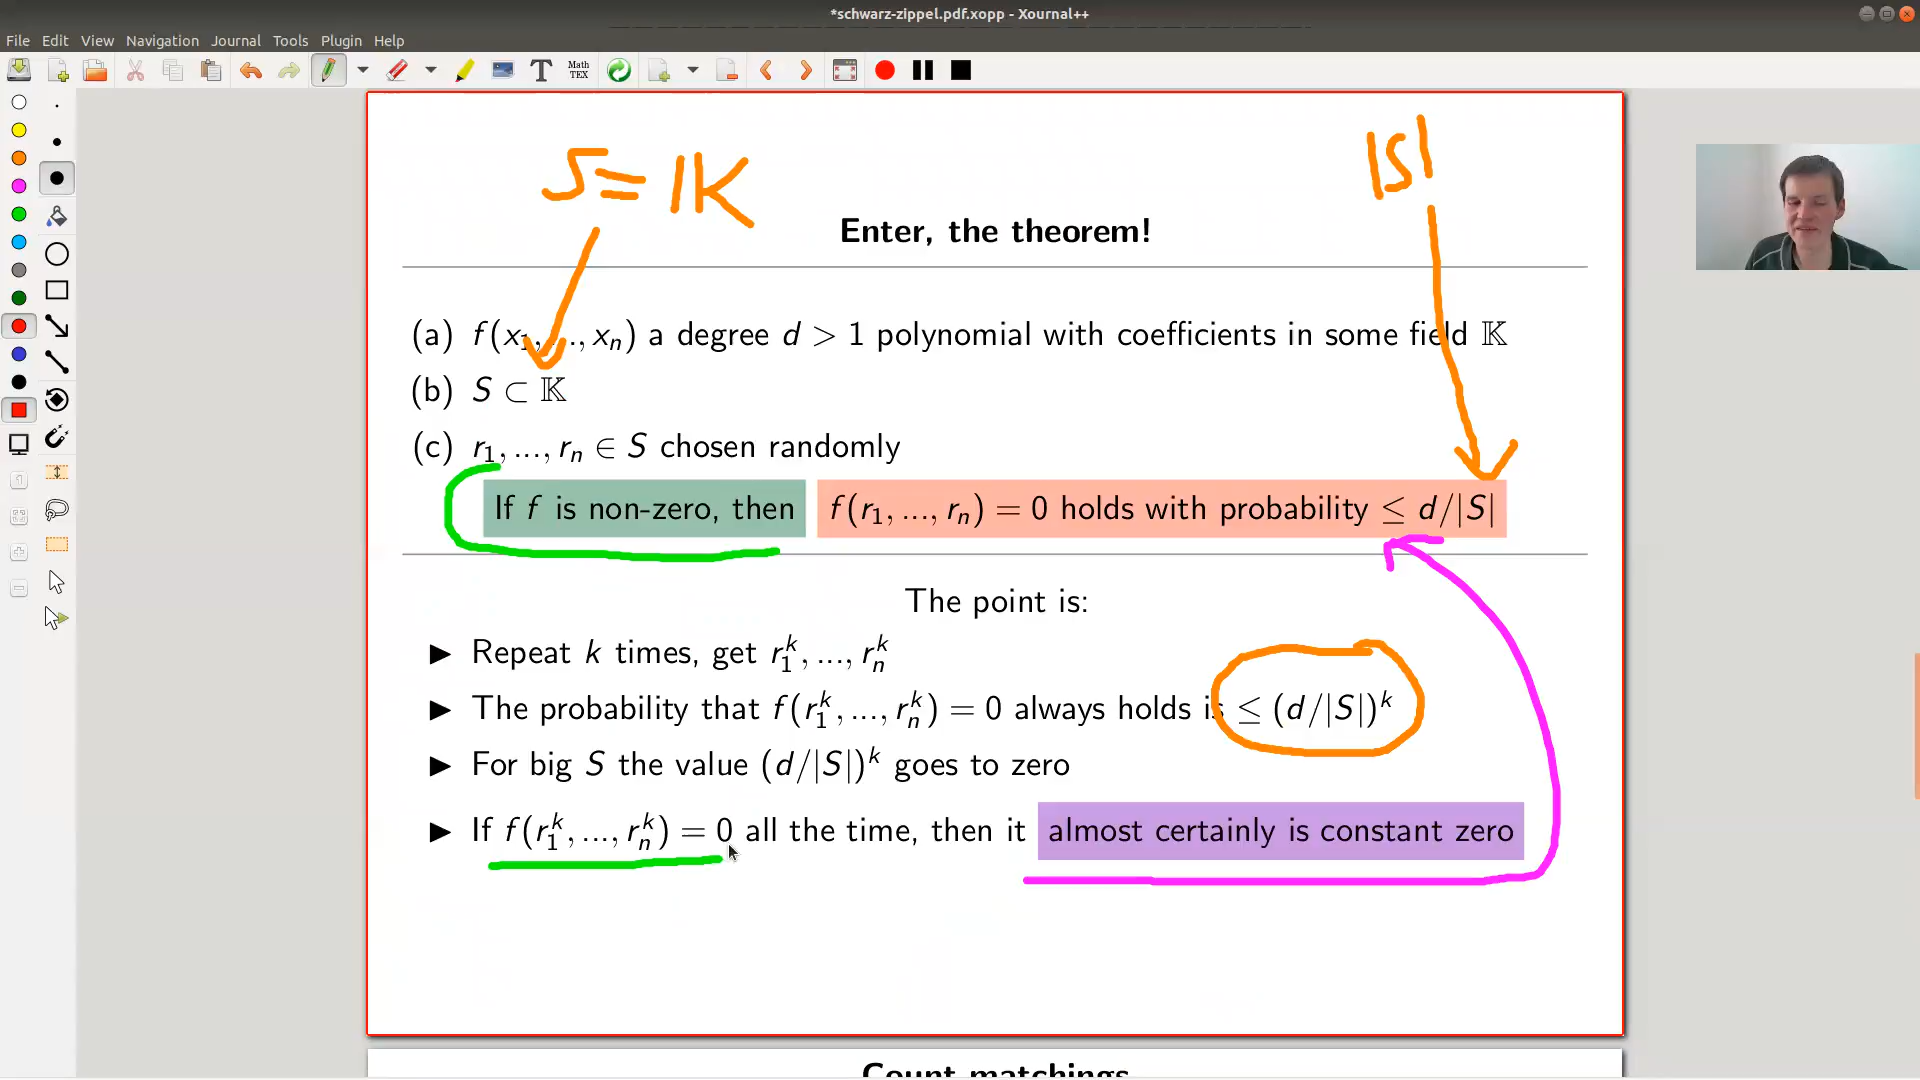 *schwarz-zippel.pdf.xopp - Xournal++
File Edit View Navigation Journal Tools Plugin Help
Math TEX
S = 𝕂
|S|
Enter, the theorem!
(a) f(x₁, ..., xₙ) a degree d > 1 polynomial with coefficients in some field 𝕂
(b) S ⊂ 𝕂
(c) r₁, ..., rₙ ∈ S chosen randomly
If f is non-zero, then f(r₁, ..., rₙ) = 0 holds with probability ≤ d/|S|
The point is:
▶ Repeat k times, get r₁ᵏ, ..., rₙᵏ
▶ The probability that f(r₁ᵏ, ..., rₙᵏ) = 0 always holds is ≤ (d/|S|)ᵏ
▶ For big S the value (d/|S|)ᵏ goes to zero
▶ If f(r₁ᵏ, ..., rₙᵏ) = 0 all the time, then it almost certainly is constant zero
Count matchings